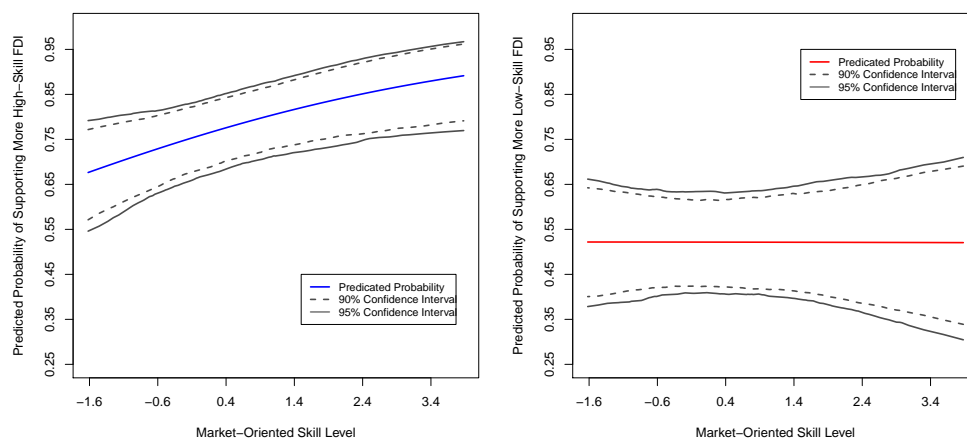 Predicted Probability of Supporting More High−Skill FDI
0.95
0.85
0.75
0.65
0.55
0.45
0.35
0.25
Predicated Probability
90% Confidence Interval
95% Confidence Interval
−1.6 −0.6 0.4 1.4 2.4 3.4
Market−Oriented Skill Level
Predicted Probability of Supporting More Low−Skill FDI
0.95
0.85
0.75
0.65
0.55
0.45
0.35
0.25
Predicated Probability
90% Confidence Interval
95% Confidence Interval
−1.6 −0.6 0.4 1.4 2.4 3.4
Market−Oriented Skill Level